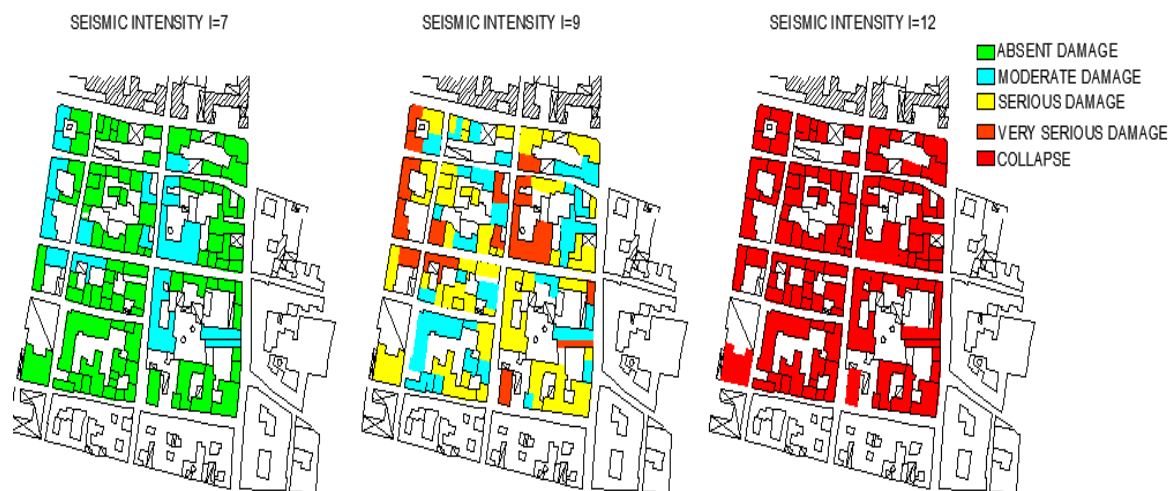 SEISMIC INTENSITY I=7
SEISMIC INTENSITY I=9
SEISMIC INTENSITY I=12
ABSENT DAMAGE
MODERATE DAMAGE
SERIOUS DAMAGE
VERY SERIOUS DAMAGE
COLLAPSE